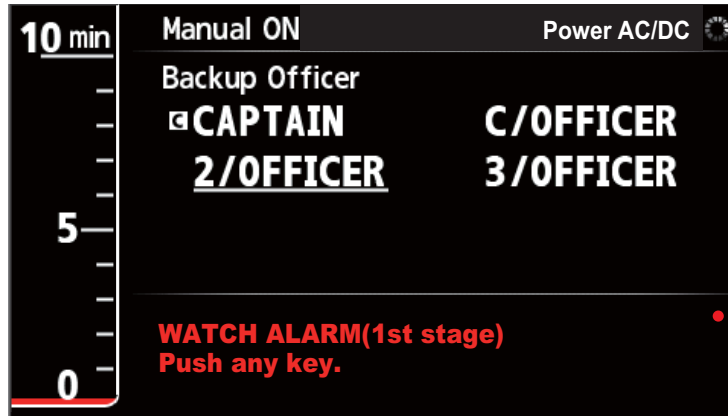 10 min
Manual ON Power AC/DC
Backup Officer
C CAPTAIN C/OFFICER
2/OFFICER 3/OFFICER
5
WATCH ALARM(1st stage)
Push any key.
0